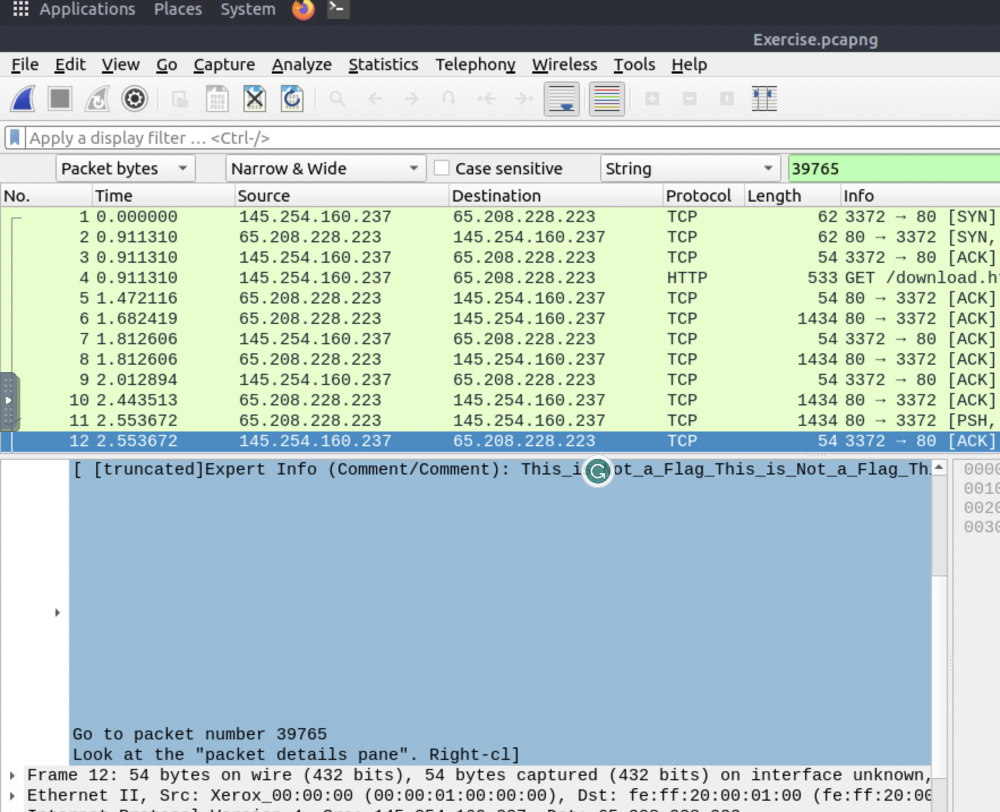 Applications Places System
Exercise.pcapng
File Edit View Go Capture Analyze Statistics Telephony Wireless Tools Help
Apply a display filter … <Ctrl-/>
Packet bytes Narrow & Wide Case sensitive String 39765
No. Time Source Destination Protocol Length Info
1 0.000000 145.254.160.237 65.208.228.223 TCP 62 3372 → 80 [SYN]
2 0.911310 65.208.228.223 145.254.160.237 TCP 62 80 → 3372 [SYN,
3 0.911310 145.254.160.237 65.208.228.223 TCP 54 3372 → 80 [ACK]
4 0.911310 145.254.160.237 65.208.228.223 HTTP 533 GET /download.ht
5 1.472116 65.208.228.223 145.254.160.237 TCP 54 80 → 3372 [ACK]
6 1.682419 65.208.228.223 145.254.160.237 TCP 1434 80 → 3372 [ACK]
7 1.812606 145.254.160.237 65.208.228.223 TCP 54 3372 → 80 [ACK]
8 1.812606 65.208.228.223 145.254.160.237 TCP 1434 80 → 3372 [ACK]
9 2.012894 145.254.160.237 65.208.228.223 TCP 54 3372 → 80 [ACK]
10 2.443513 65.208.228.223 145.254.160.237 TCP 1434 80 → 3372 [ACK]
11 2.553672 65.208.228.223 145.254.160.237 TCP 1434 80 → 3372 [PSH,
12 2.553672 145.254.160.237 65.208.228.223 TCP 54 3372 → 80 [ACK]
[ [truncated]Expert Info (Comment/Comment): This_is_Not_a_Flag_This_is_Not_a_Flag_Thi
0000
0010
0020
0030
Go to packet number 39765
Look at the "packet details pane". Right-cl]
Frame 12: 54 bytes on wire (432 bits), 54 bytes captured (432 bits) on interface unknown,
Ethernet II, Src: Xerox_00:00:00 (00:00:01:00:00:00), Dst: fe:ff:20:00:01:00 (fe:ff:20:00